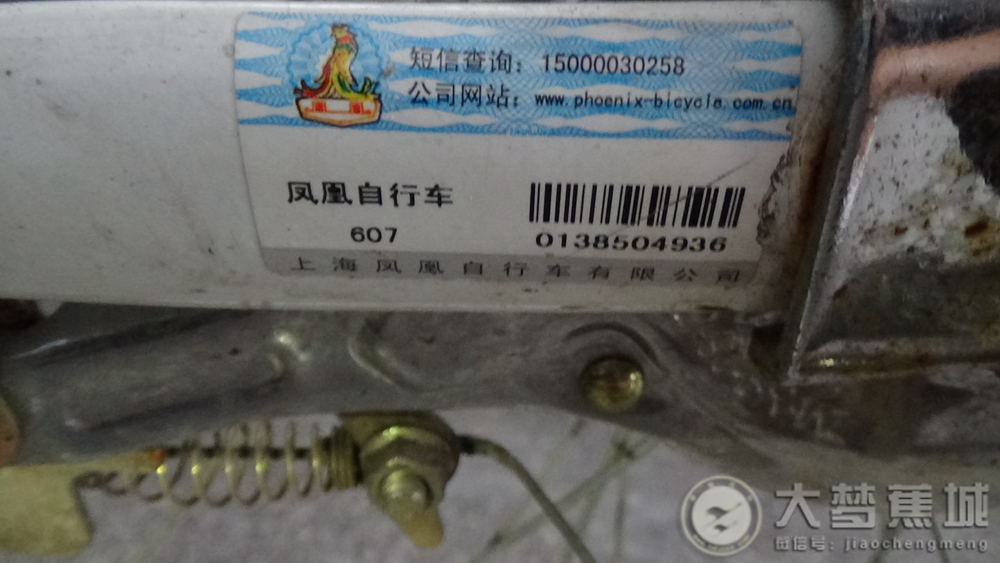 短信查询：15000030258
公司网站：www.phoenix-bicycle.com.cn
凤凰自行车
607
0138504936
上海凤凰自行车有限公司
大梦蕉城
微信号：jiaochengmeng